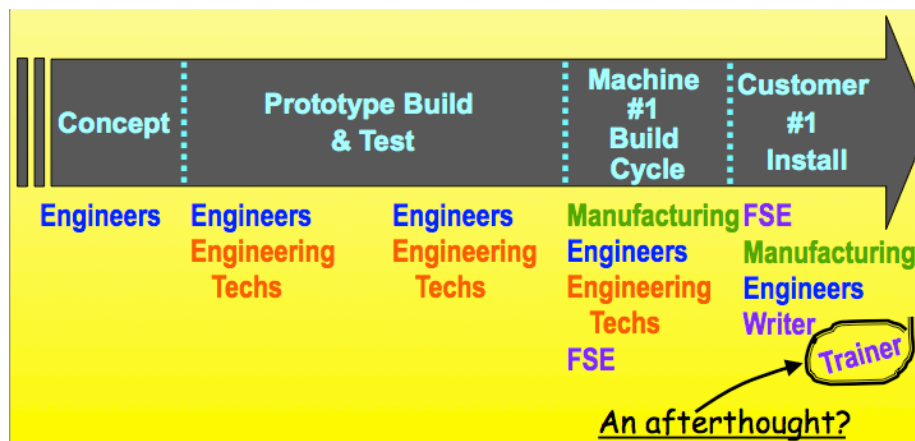 Concept
Prototype Build
& Test
Machine
#1
Build
Cycle
Customer
#1
Install
Engineers
Engineers
Engineering
Techs
Engineers
Engineering
Techs
Manufacturing
Engineers
Engineering
Techs
FSE
FSE
Manufacturing
Engineers
Writer
Trainer
An afterthought?